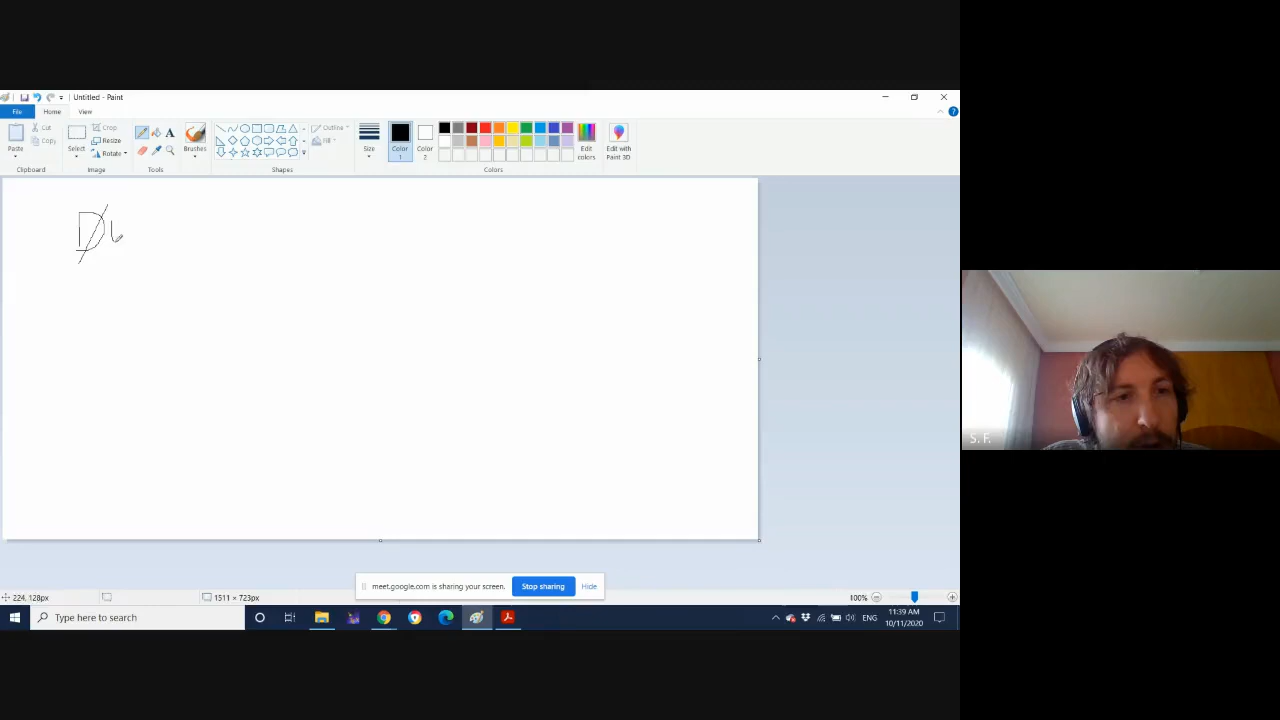 Untitled - Paint
File Home View
Paste Cut Copy Select Crop Resize Rotate Brushes Outline Fill Size Color 1 Color 2 Edit colors Edit with Paint 3D
Clipboard Image Tools Shapes Colors
D
S. F.
meet.google.com is sharing your screen. Stop sharing Hide
224, 128px 1511 × 723px 100%
Type here to search ENG 11:39 AM
10/11/2020